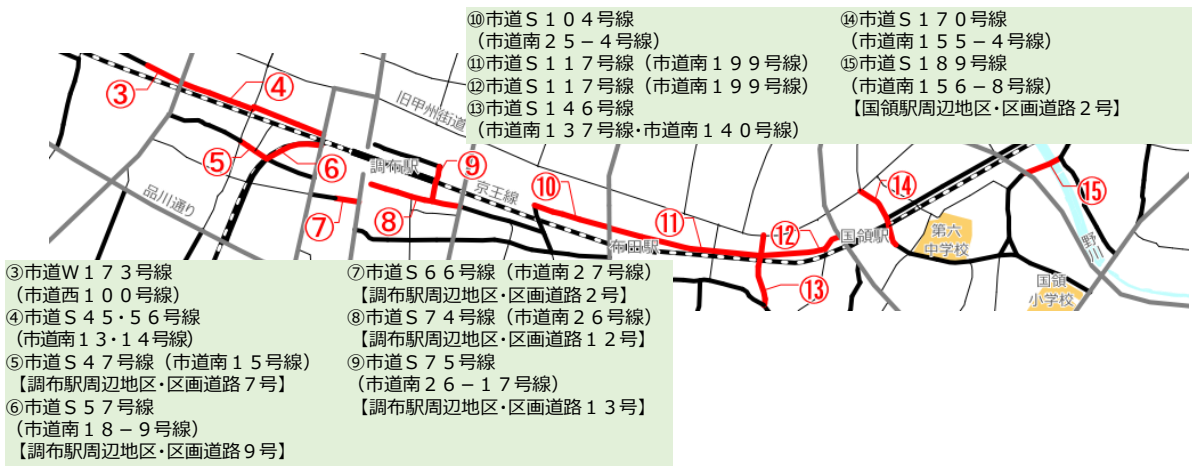 ⑩市道Ｓ１０４号線
（市道南２５－４号線）
⑪市道Ｓ１１７号線（市道南１９９号線）
⑫市道Ｓ１１７号線（市道南１９９号線）
⑬市道Ｓ１４６号線
（市道南１３７号線・市道南１４０号線）
⑭市道Ｓ１７０号線
（市道南１５５－４号線）
⑮市道Ｓ１８９号線
（市道南１５６－８号線）
【国領駅周辺地区・区画道路２号】
③
④
旧甲州街道
⑤
⑥
調布駅
⑨
品川通り
⑦
⑧
京王線
⑩
⑪
布田駅
⑫
国領駅
⑬
⑭
第六
中学校
⑮
野川
国領
小学校
③市道Ｗ１７３号線
（市道西１００号線）
④市道Ｓ４５・５６号線
（市道南１３・１４号線）
⑤市道Ｓ４７号線（市道南１５号線）
【調布駅周辺地区・区画道路７号】
⑥市道Ｓ５７号線
（市道南１８－９号線）
【調布駅周辺地区・区画道路９号】
⑦市道Ｓ６６号線（市道南２７号線）
【調布駅周辺地区・区画道路２号】
⑧市道Ｓ７４号線（市道南２６号線）
【調布駅周辺地区・区画道路１２号】
⑨市道Ｓ７５号線
（市道南２６－１７号線）
【調布駅周辺地区・区画道路１３号】